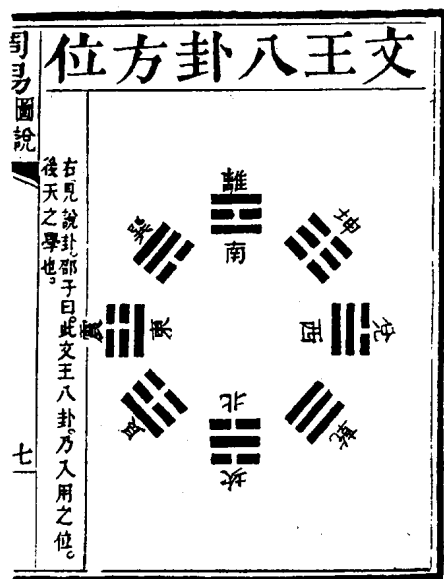 文王八卦方位
離
南
坤
兌
西
乾
坎
北
艮
震
東
巽
右見說卦。邵子曰。此文王八卦。乃入用之位。
後天之學也。
周易圖說
七